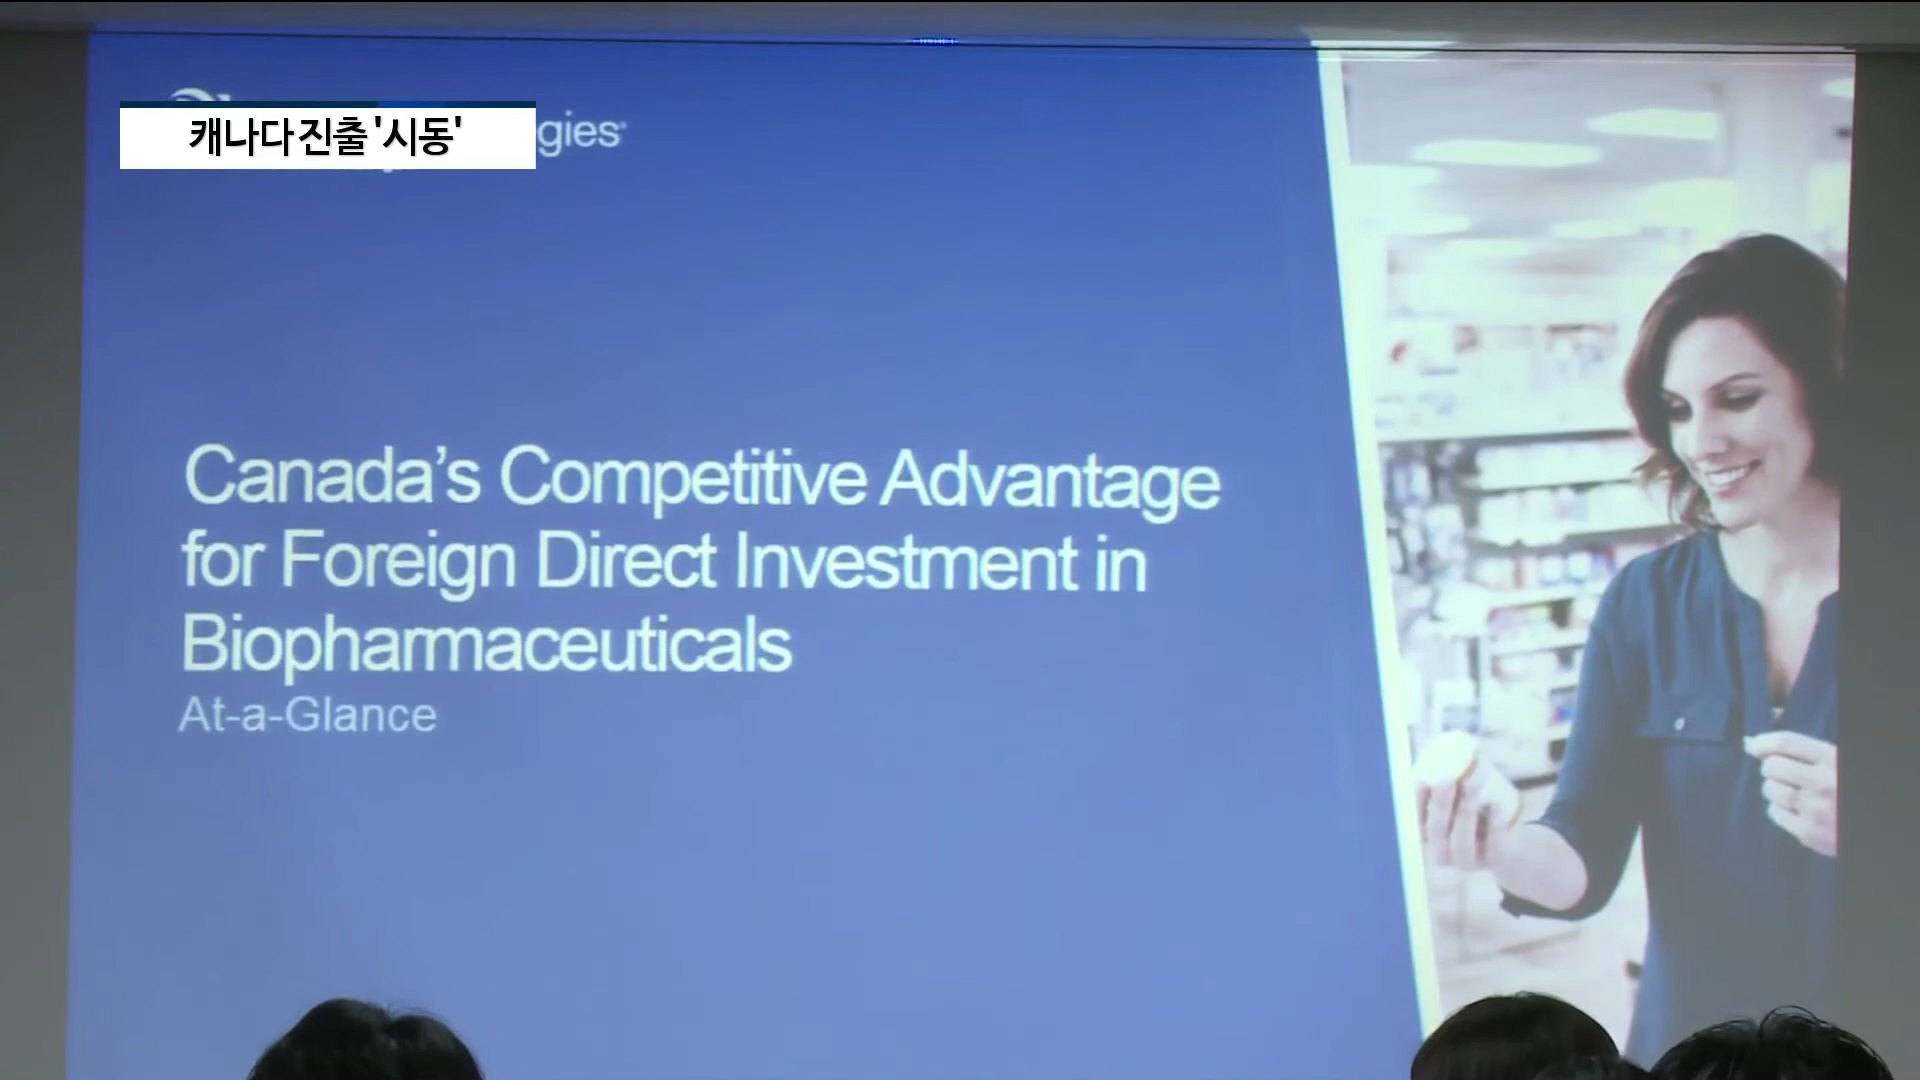 캐나다 진출 '시동'
Canada's Competitive Advantage
for Foreign Direct Investment in
Biopharmaceuticals
At-a-Glance